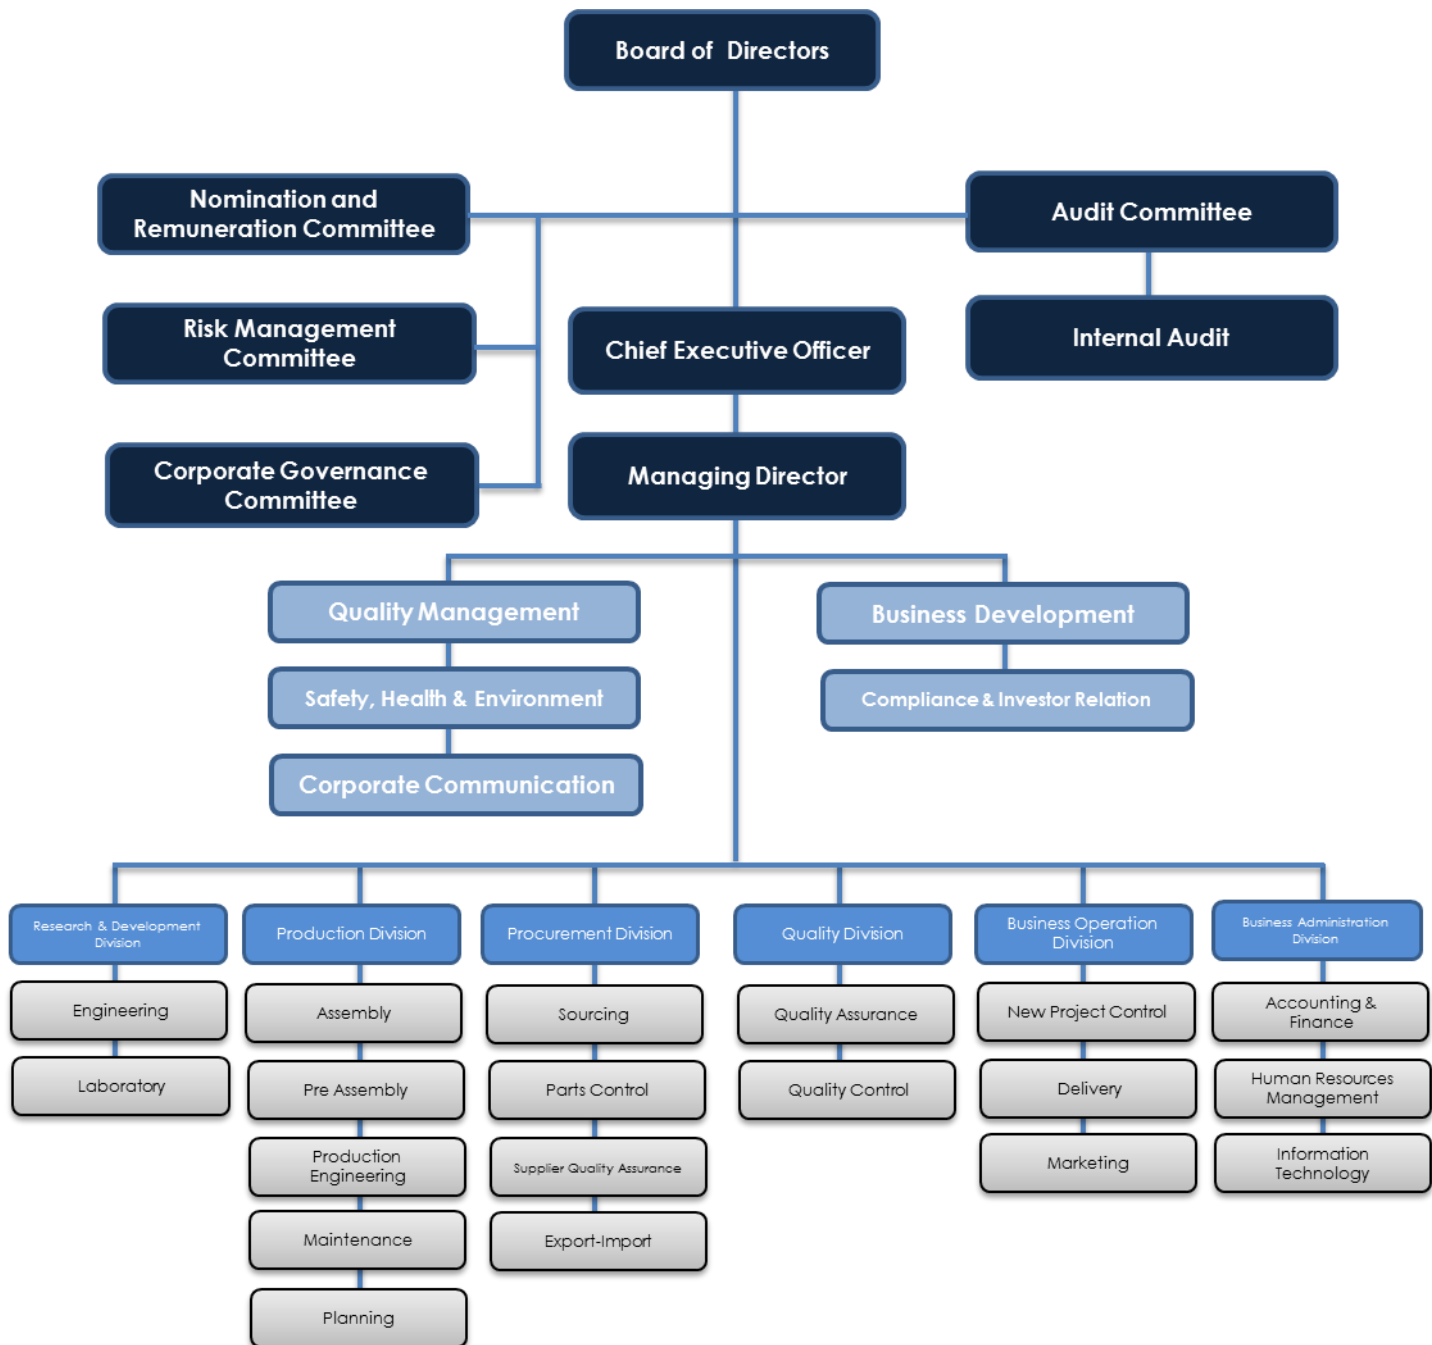 Board of Directors
Nomination and
Remuneration Committee
Audit Committee
Risk Management
Committee
Chief Executive Officer
Internal Audit
Corporate Governance
Committee
Managing Director
Quality Management
Business Development
Safety, Health & Environment
Compliance & Investor Relation
Corporate Communication
Research & Development
Division
Production Division
Procurement Division
Quality Division
Business Operation
Division
Business Administration
Division
Engineering
Assembly
Sourcing
Quality Assurance
New Project Control
Accounting &
Finance
Laboratory
Pre Assembly
Parts Control
Quality Control
Delivery
Human Resources
Management
Production
Engineering
Supplier Quality Assurance
Marketing
Information
Technology
Maintenance
Export-Import
Planning